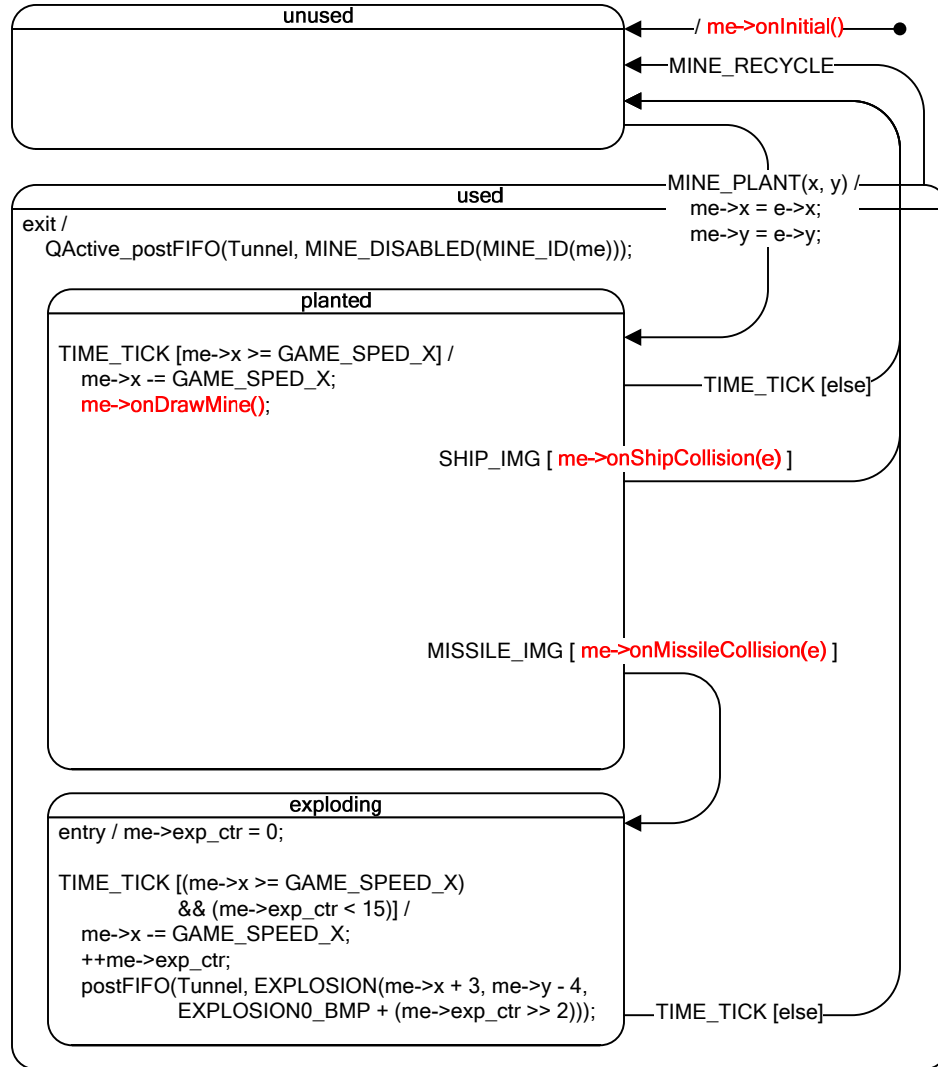 unused
/ me->onInitial()
MINE_RECYCLE
MINE_PLANT(x, y) /
me->x = e->x;
me->y = e->y;
used
exit /
QActive_postFIFO(Tunnel, MINE_DISABLED(MINE_ID(me)));
planted
TIME_TICK [me->x >= GAME_SPED_X] /
me->x -= GAME_SPED_X;
me->onDrawMine();
TIME_TICK [else]
SHIP_IMG [ me->onShipCollision(e) ]
MISSILE_IMG [ me->onMissileCollision(e) ]
exploding
entry / me->exp_ctr = 0;
TIME_TICK [(me->x >= GAME_SPEED_X)
&& (me->exp_ctr < 15)] /
me->x -= GAME_SPEED_X;
++me->exp_ctr;
postFIFO(Tunnel, EXPLOSION(me->x + 3, me->y - 4,
EXPLOSION0_BMP + (me->exp_ctr >> 2)));
TIME_TICK [else]